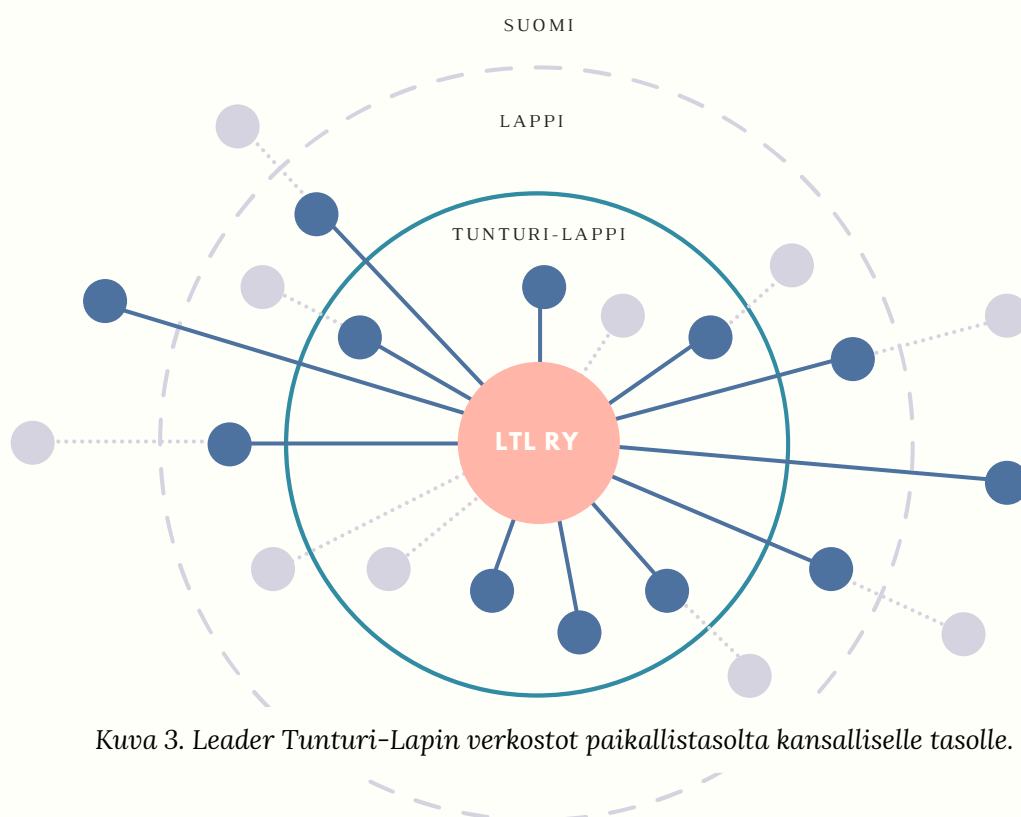 SUOMI
LAPPI
TUNTURI-LAPPI
LTL RY
Kuva 3. Leader Tunturi-Lapin verkostot paikallistasolta kansalliselle tasolle.